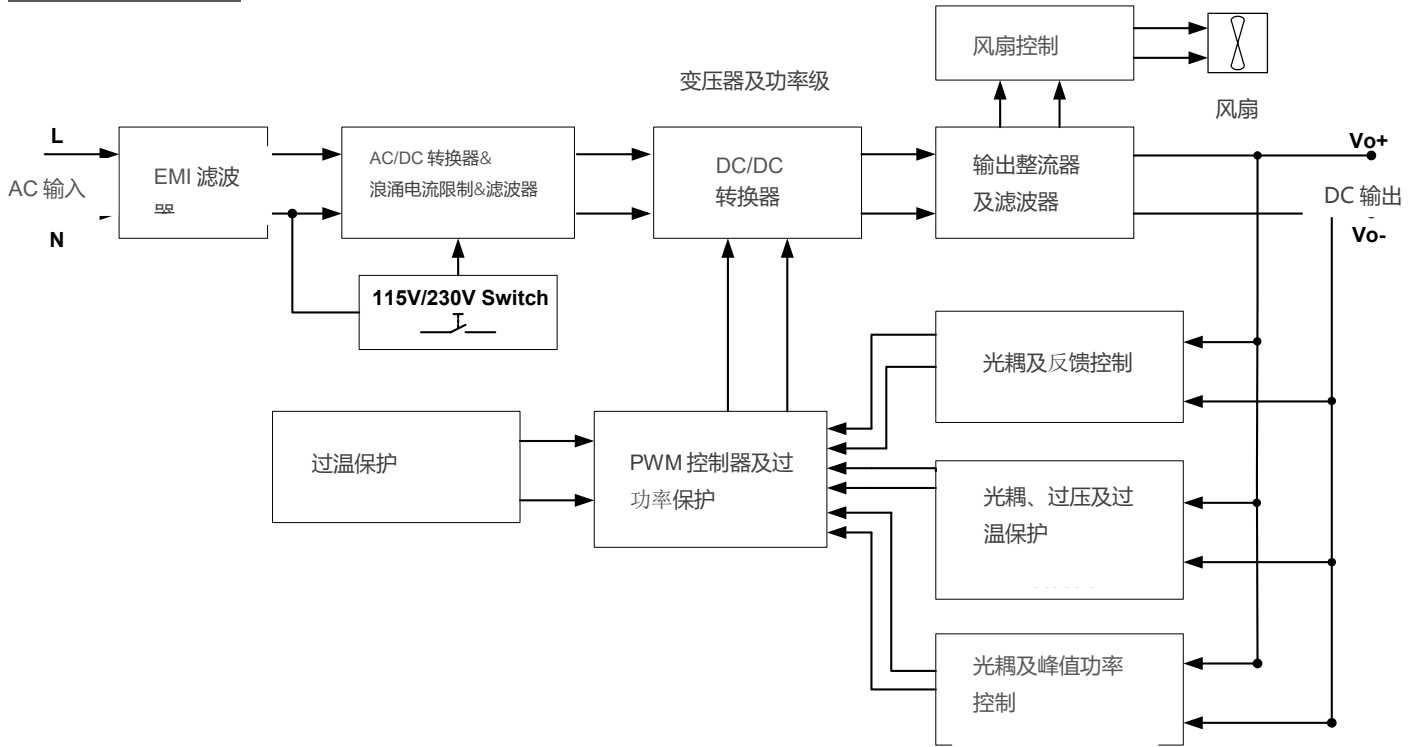 风扇控制
变压器及功率级
风扇
L
AC 输入
N
EMI 滤波
AC/DC 转换器&
浪涌电流限制&滤波器
DC/DC
转换器
输出整流器
及滤波器
Vo+
DC 输出
Vo-
115V/230V Switch
光耦及反馈控制
过温保护
PWM 控制器及过
功率保护
光耦、过压及过
温保护
光耦及峰值功率
控制